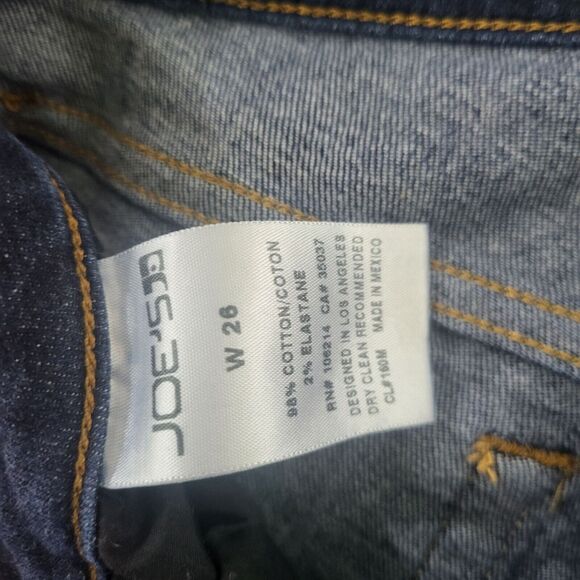 JOE'S
W 26
98% COTTON/COTON
2% ELASTANE
RN# 106214 CA# 35037
DESIGNED IN LOS ANGELES
DRY CLEAN RECOMMENDED
CL#160M MADE IN MEXICO